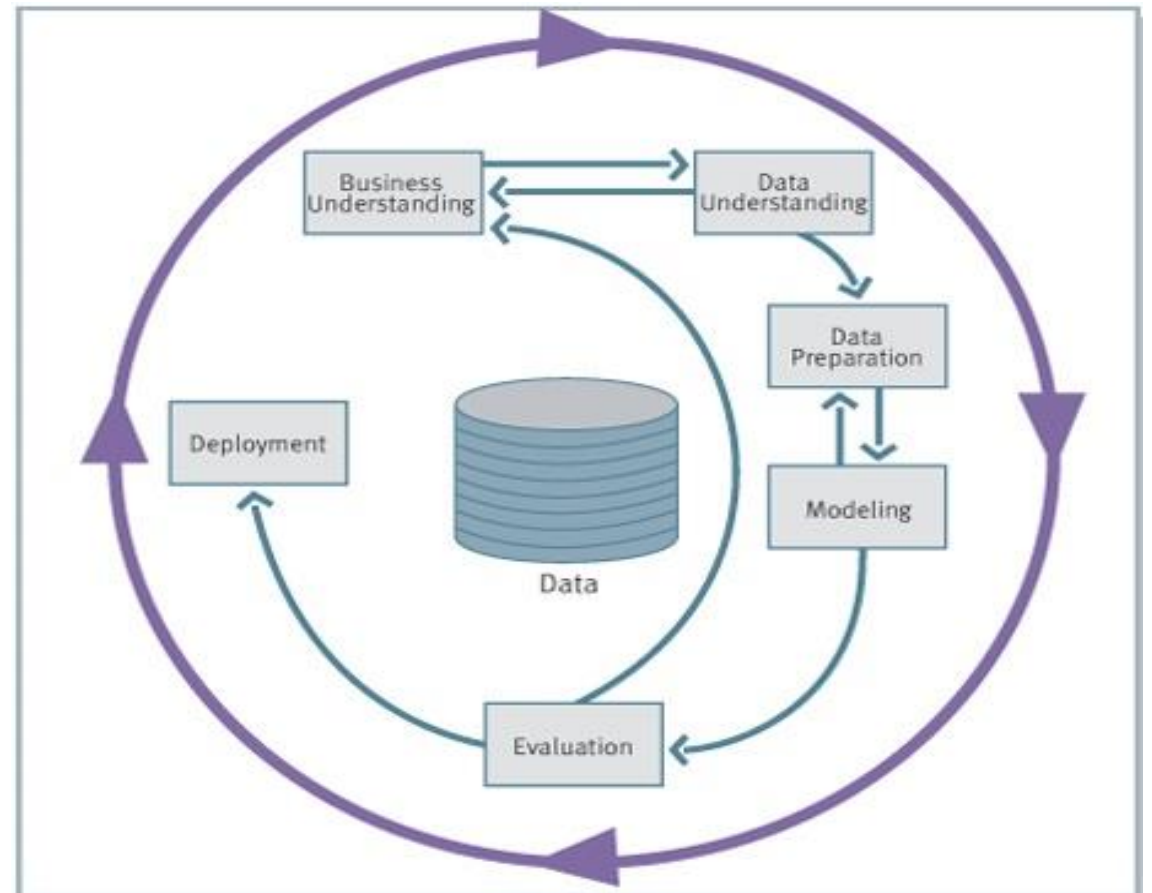 Business
Understanding
Data
Understanding
Data
Preparation
Deployment
Modeling
Data
Evaluation